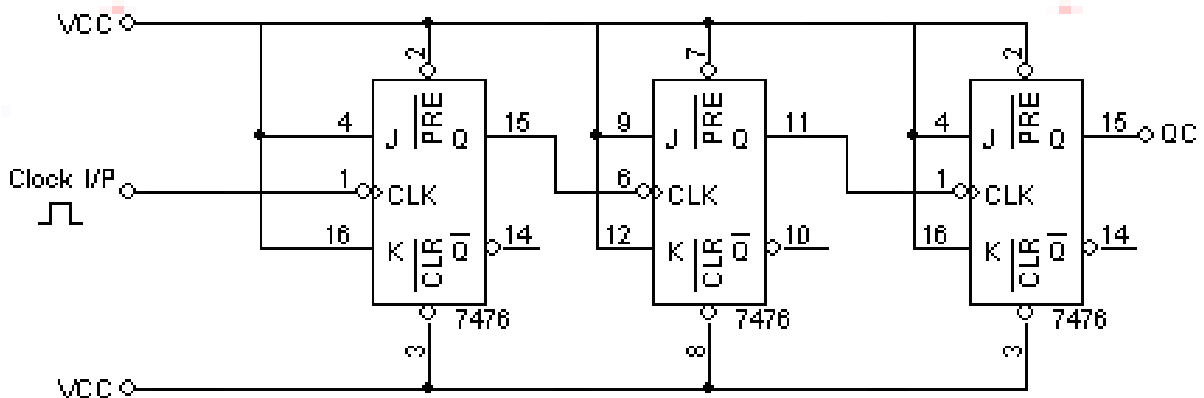 VCC
2 7 2
4 J PRE Q 15 9 J PRE Q 11 4 J PRE Q 15 QC
Clock I/P 1 CLK 6 CLK 1 CLK
16 K CLR Q 14 12 K CLR Q 10 16 K CLR Q 14
7476 7476 7476
3 8 3
VCC